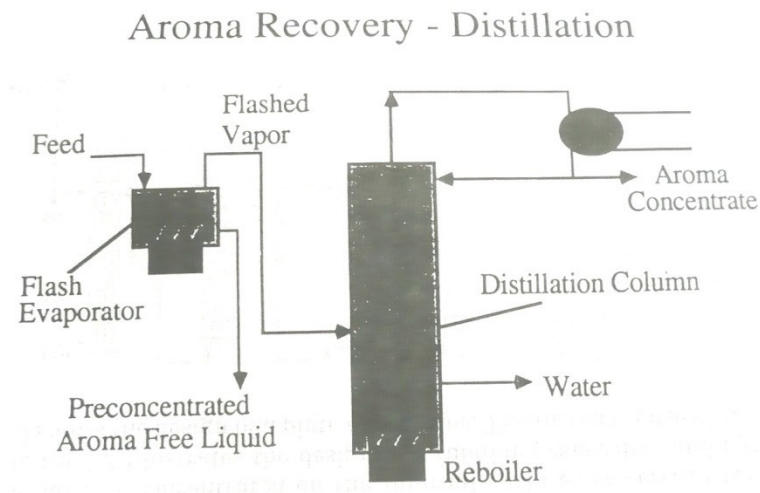 Aroma Recovery - Distillation
Flashed
Vapor
Feed
Aroma
Concentrate
Flash
Evaporator
Distillation Column
Water
Preconcentrated
Aroma Free Liquid
Reboiler